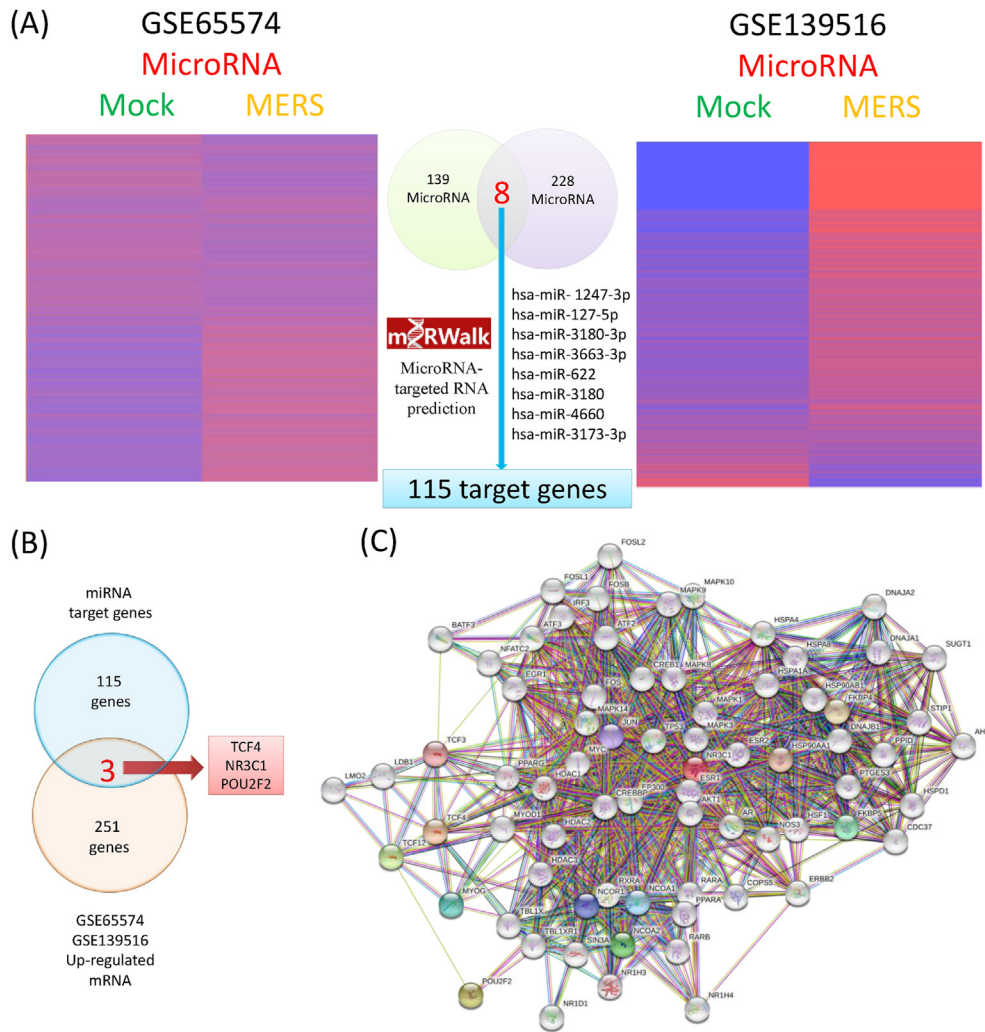 (A)
GSE65574
MicroRNA
Mock MERS
GSE139516
MicroRNA
Mock MERS
139
MicroRNA
8
228
MicroRNA
hsa-miR- 1247-3p
hsa-miR-127-5p
hsa-miR-3180-3p
hsa-miR-3663-3p
hsa-miR-622
hsa-miR-3180
hsa-miR-4660
hsa-miR-3173-3p
miRWalk
MicroRNA-
targeted RNA
prediction
115 target genes
(B)
miRNA
target genes
115
genes
3
TCF4
NR3C1
POU2F2
251
genes
GSE65574
GSE139516
Up-regulated
mRNA
(C)
FOSL2
FOSL1
FOSB
MAPK10
MAPK9
IRF3
DNAJA2
BATF3
ATF3
ATF2
HSPA4
NFATC2
HSPA8
DNAJA1
SUGT1
EGR1
CREB1
MAPK8
HSPA1A
HSP90AB1
FOS
MAPK1
FKBP4
MAPK14
JUN
TP53
MAPK3
DNAJB1
STIP1
TCF3
MYC
ESR2
HSP90AA1
PPID
AH
LDB1
PPARG
HDAC1
NR3C1
ESR1
PTGES3
LMO2
CREBBP
EP300
AKT1
HSPD1
TCF4
MYOD1
HDAC2
AR
NOS3
HSF1
FKBP5
CDC37
TCF12
HDAC3
MYOG
RXRA
NCOR1
NCOA1
RARA
PPARA
COPS5
ERBB2
TBL1X
TBL1XR1
SIN3A
NCOA2
RARB
POU2F2
NR1H3
NR1D1
NR1H4